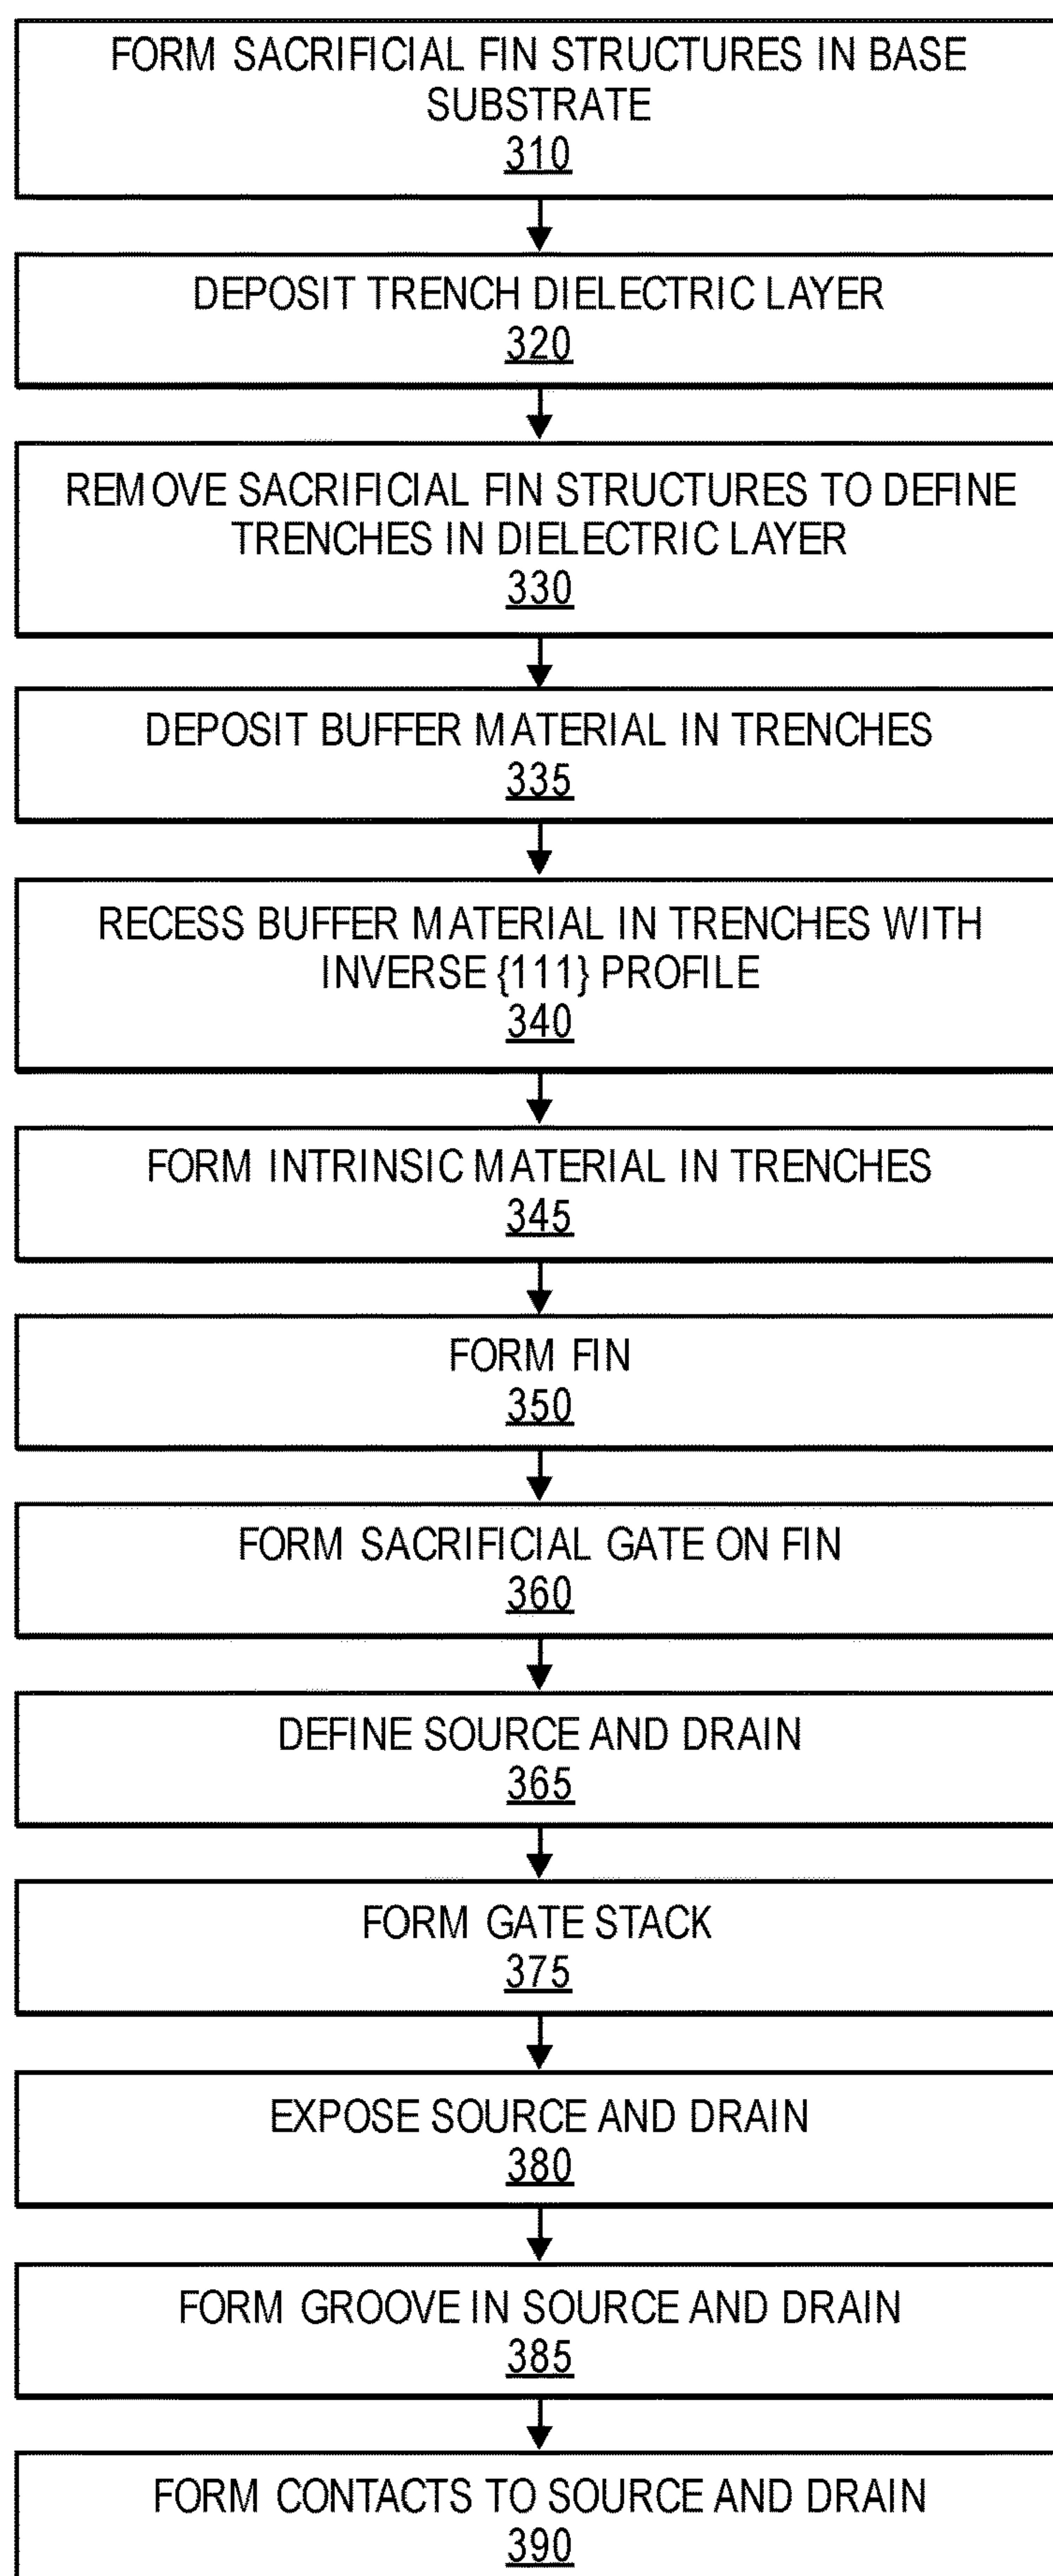 FORM SACRIFICIAL FIN STRUCTURES IN BASE
SUBSTRATE
310
DEPOSIT TRENCH DIELECTRIC LAYER
320
REMOVE SACRIFICIAL FIN STRUCTURES TO DEFINE
TRENCHES IN DIELECTRIC LAYER
330
DEPOSIT BUFFER MATERIAL IN TRENCHES
335
RECESS BUFFER MATERIAL IN TRENCHES WITH
INVERSE {111} PROFILE
340
FORM INTRINSIC MATERIAL IN TRENCHES
345
FORM FIN
350
FORM SACRIFICIAL GATE ON FIN
360
DEFINE SOURCE AND DRAIN
365
FORM GATE STACK
375
EXPOSE SOURCE AND DRAIN
380
FORM GROOVE IN SOURCE AND DRAIN
385
FORM CONTACTS TO SOURCE AND DRAIN
390